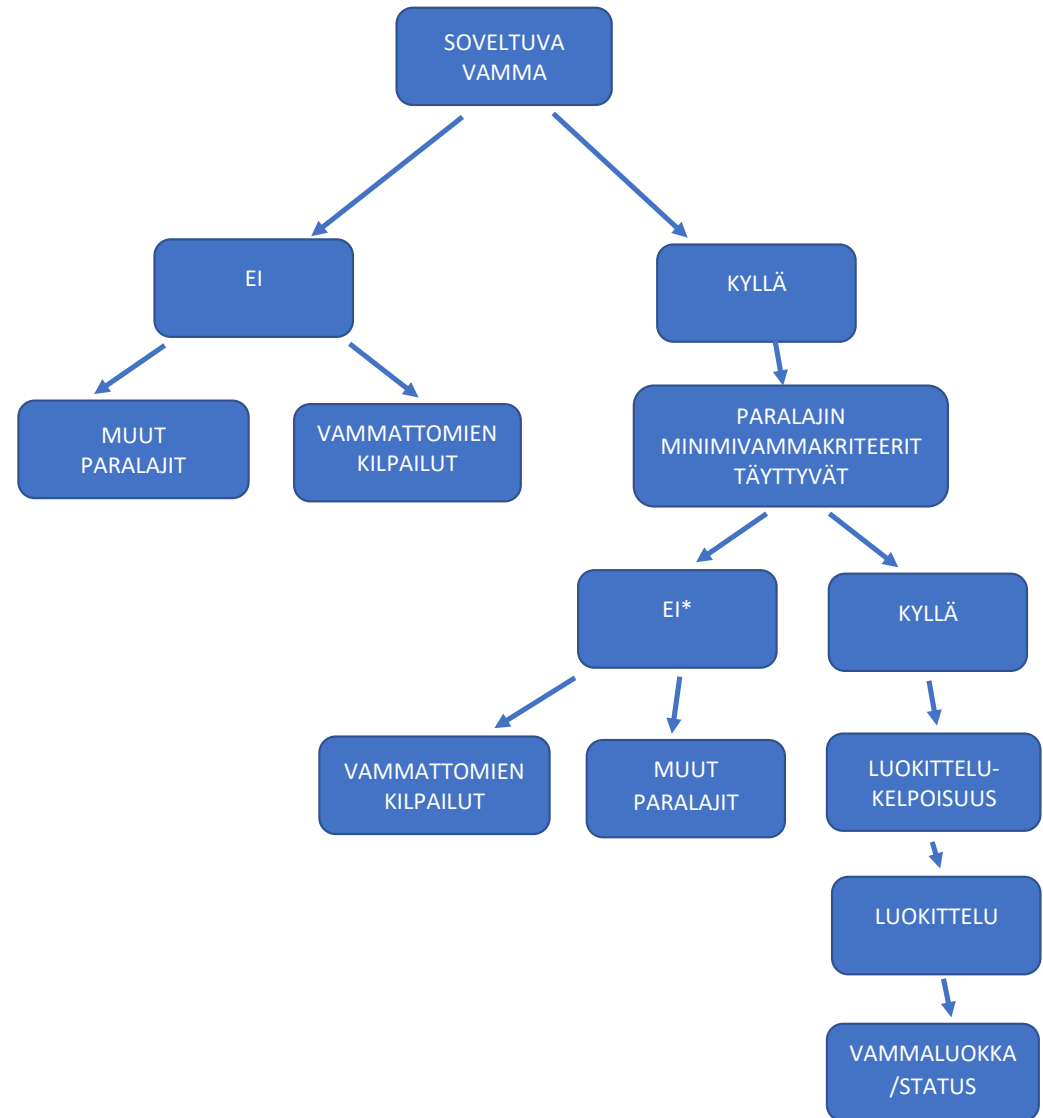 SOVELTUVA
VAMMA
EI
KYLLÄ
MUUT
PARALAJIT
VAMMATTOMIEN
KILPAILUT
PARALAJIN
MINIMIVAMMAKRITEERIT
TÄYTTYVÄT
EI*
KYLLÄ
VAMMATTOMIEN
KILPAILUT
MUUT
PARALAJIT
LUOKITTELU-
KELPOISUUS
LUOKITTELU
VAMMALUOKKA
/STATUS